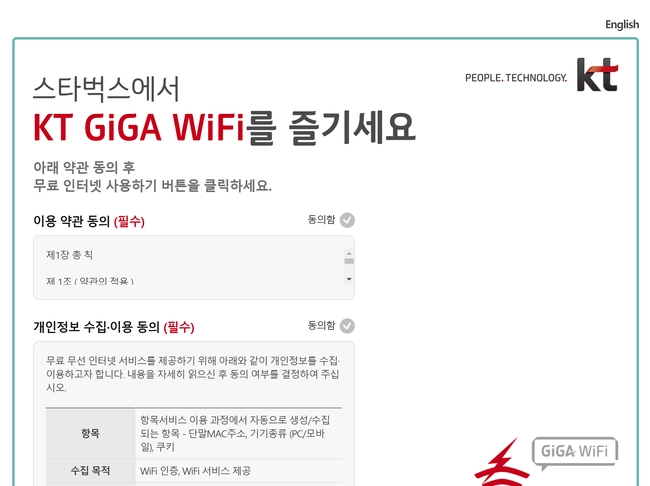 English
PEOPLE. TECHNOLOGY. kt
스타벅스에서
KT GiGA WiFi를 즐기세요
아래 약관 동의 후
무료 인터넷 사용하기 버튼을 클릭하세요.
이용 약관 동의 (필수) 동의함
제1장 총 칙
제 1조 ( 약관의 적용 )
개인정보 수집·이용 동의 (필수) 동의함
무료 무선 인터넷 서비스를 제공하기 위해 아래와 같이 개인정보를 수집·
이용하고자 합니다. 내용을 자세히 읽으신 후 동의 여부를 결정하여 주십
시오.
항목 항목서비스 이용 과정에서 자동으로 생성/수집
되는 항목 - 단말MAC주소, 기기종류 (PC/모바
일), 쿠키
수집 목적 WiFi 인증, WiFi 서비스 제공
GiGA WiFi